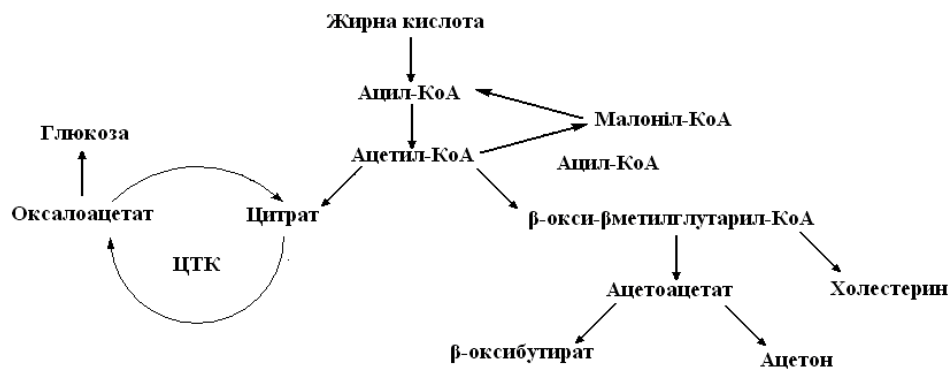 Жирна кислота
Ацил-КоА
Малоніл-КоА
Глюкоза
Ацетил-КоА
Ацил-КоА
Оксалоацетат
Цитрат
β-окси-βметилглутарил-КоА
ЦТК
Ацетоацетат
Холестерин
β-оксибутират
Ацетон